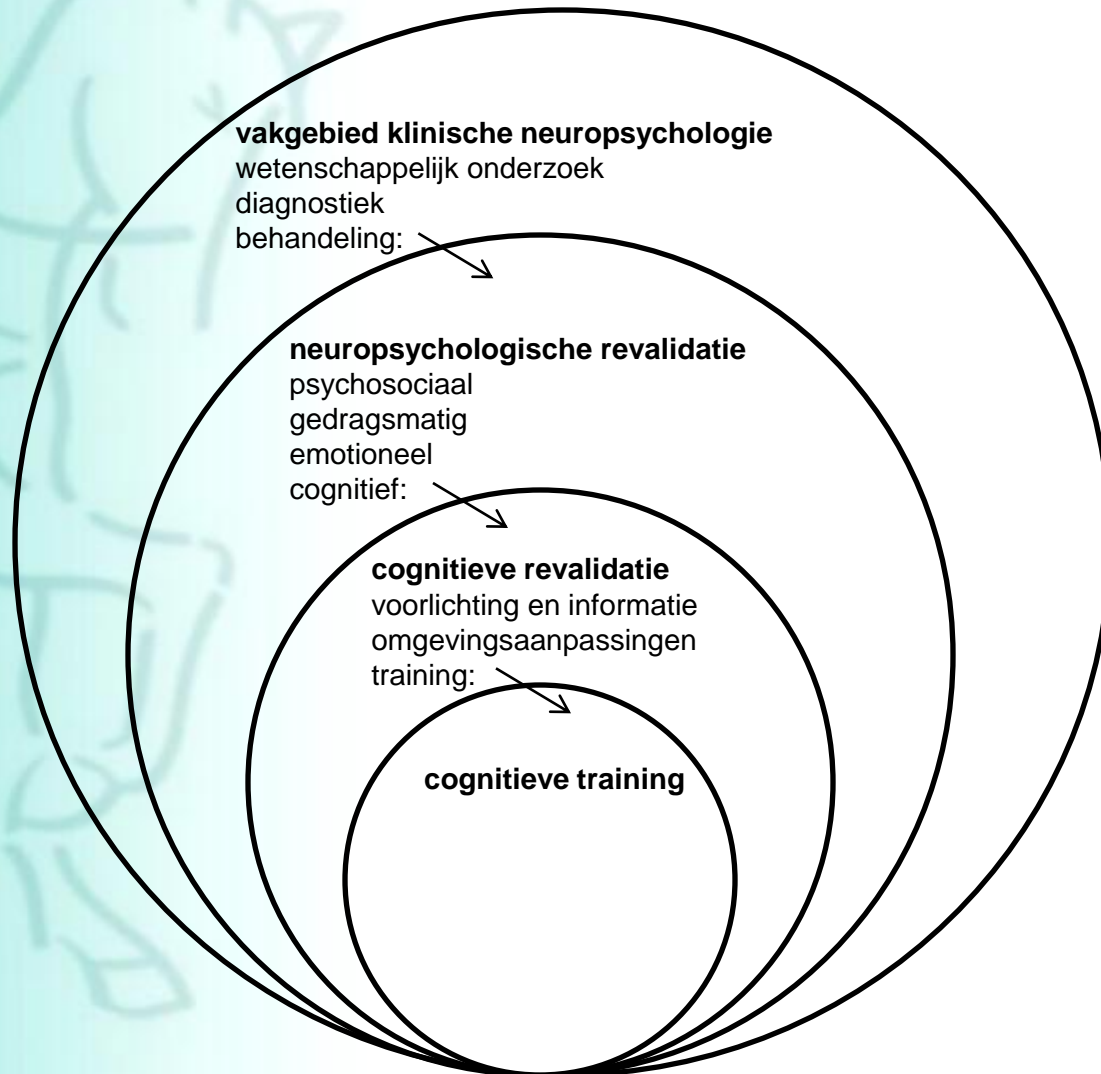 vakgebied klinische neuropsychologie
wetenschappelijk onderzoek
diagnostiek
behandeling:
neuropsychologische revalidatie
psychosociaal
gedragsmatig
emotioneel
cognitief:
cognitieve revalidatie
voorlichting en informatie
omgevingsaanpassingen
training:
cognitieve training